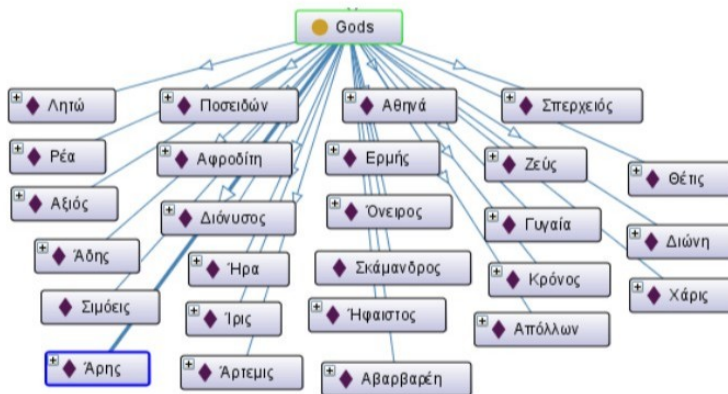 Gods
Λητώ
Ποσειδών
Αθηνά
Σπερχειός
Ρέα
Αφροδίτη
Ερμής
Ζεύς
Θέτις
Αξιός
Διόνυσος
Όνειρος
Γυγαία
Διώνη
Άδης
Ήρα
Σκάμανδρος
Κρόνος
Χάρις
Σιμόεις
Ίρις
Ήφαιστος
Απόλλων
Άρης
Άρτεμις
Αβαρβαρέη